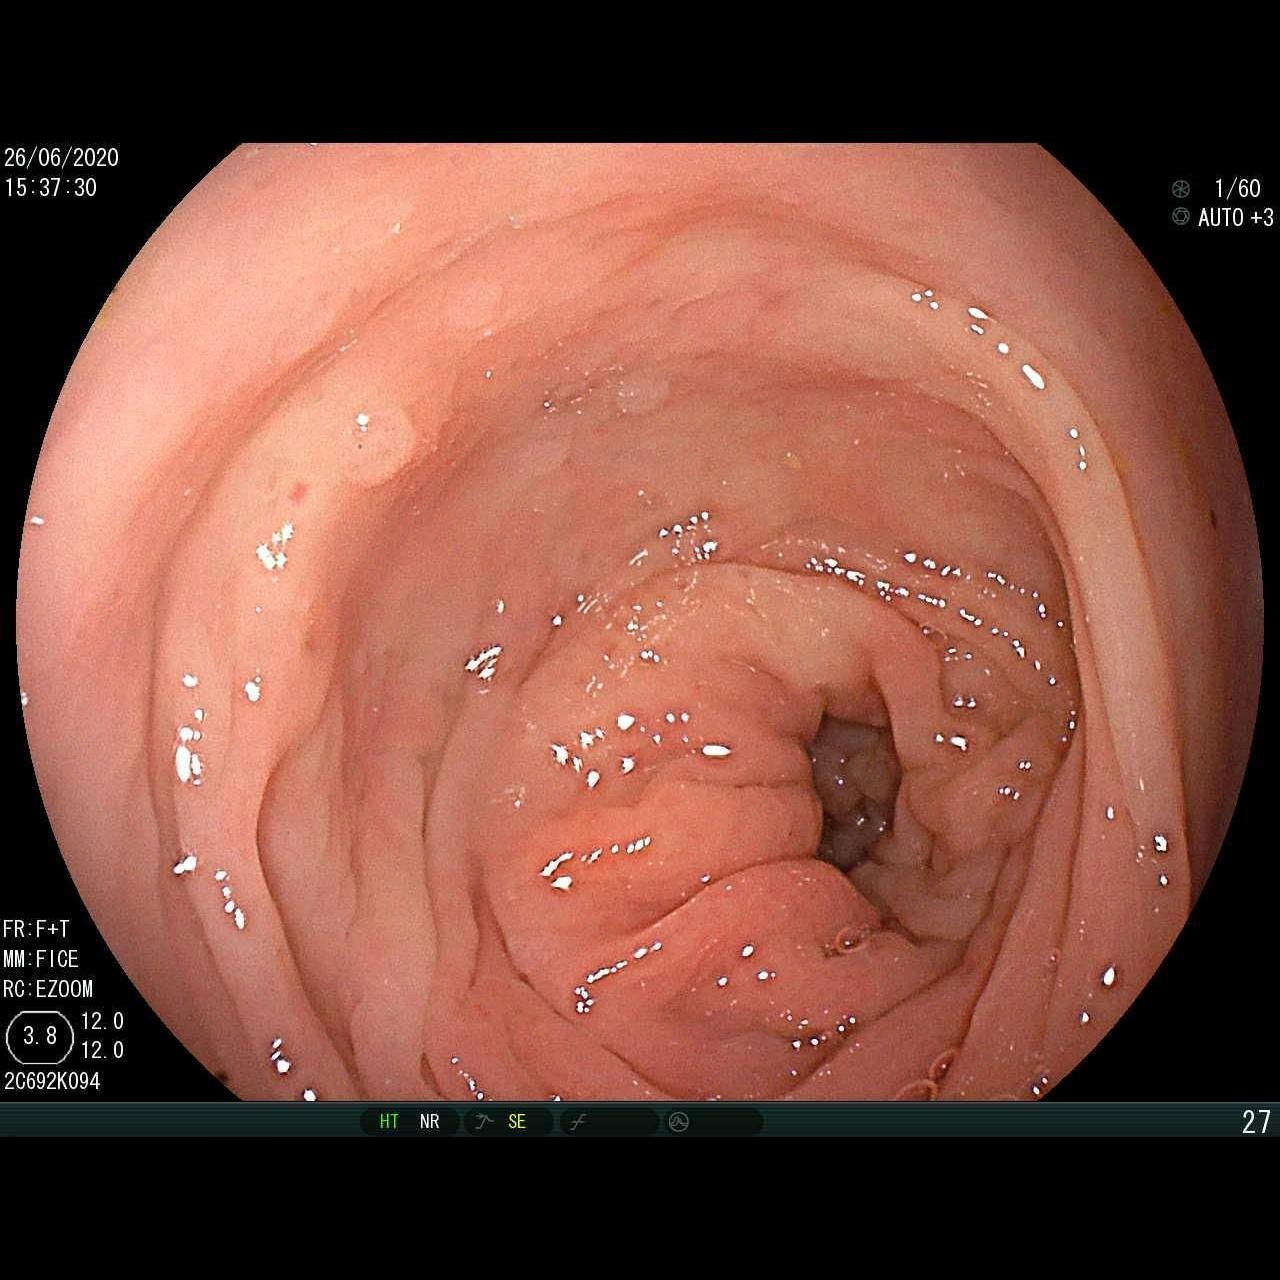 26/06/2020
15:37:30
1/60
AUTO +3
FR:F+T
MM:FICE
RC:EZOOM
3.8
12.0
12.0
2C692K094
HT NR SE
27